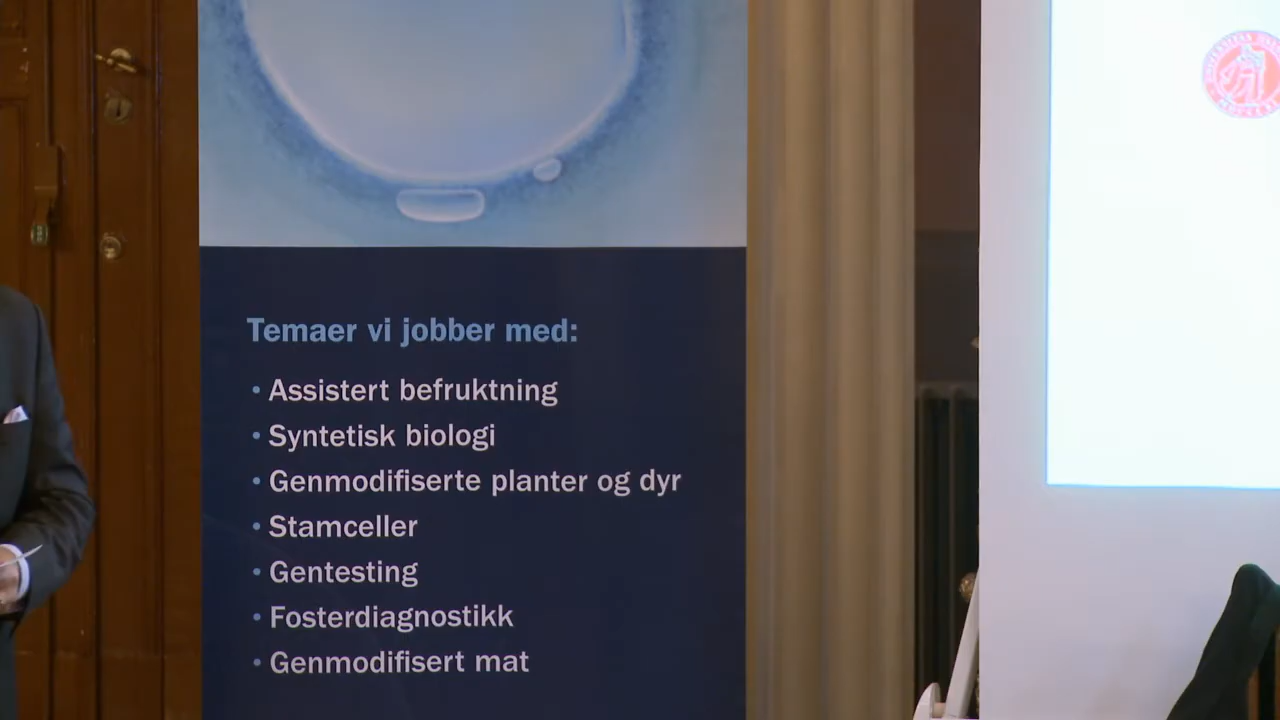 Temaer vi jobber med:
• Assistert befruktning
• Syntetisk biologi
• Genmodifiserte planter og dyr
• Stamceller
• Gentesting
• Fosterdiagnostikk
• Genmodifisert mat